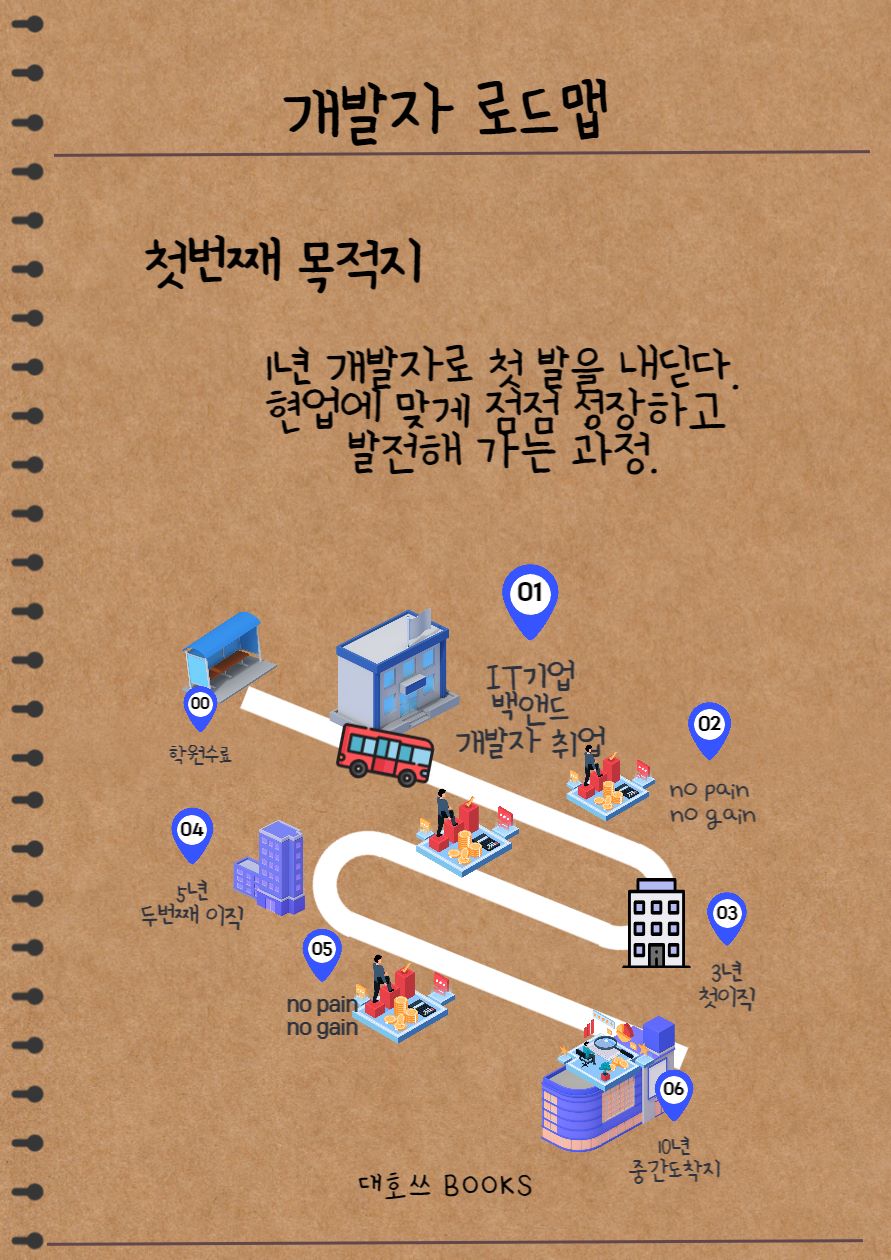 개발자 로드맵
첫번째 목적지
1년 개발자로 첫 발을 내딛다.
현업에 맞게 점점 성장하고
발전해 가는 과정.
01
IT기업
백앤드
개발자 취업
00
학원수료
02
no pain
no gain
04
5년
두번째 이직
03
3년
첫이직
05
no pain
no gain
06
10년
중간도착지
대호쓰 BOOKS